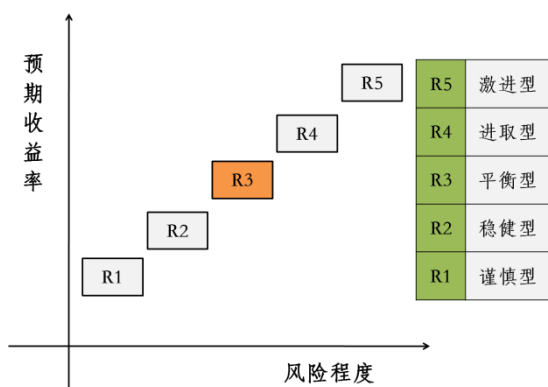 预期收益率
R5
R4
R3
R2
R1
风险程度
R5 激进型
R4 进取型
R3 平衡型
R2 稳健型
R1 谨慎型